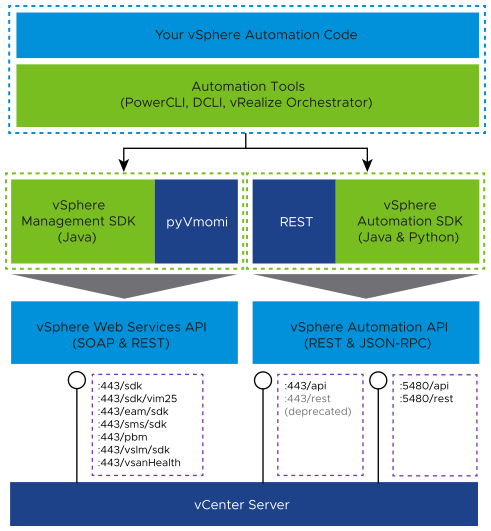 Your vSphere Automation Code
Automation Tools
(PowerCLI, DCLI, vRealize Orchestrator)
vSphere
Management SDK
(Java)
pyVmomi
REST
vSphere
Automation SDK
(Java & Python)
vSphere Web Services API
(SOAP & REST)
vSphere Automation API
(REST & JSON-RPC)
:443/sdk
:443/sdk/vim25
:443/eam/sdk
:443/sms/sdk
:443/pbm
:443/vslm/sdk
:443/vsanHealth
:443/api
:443/rest
(deprecated)
:5480/api
:5480/rest
vCenter Server